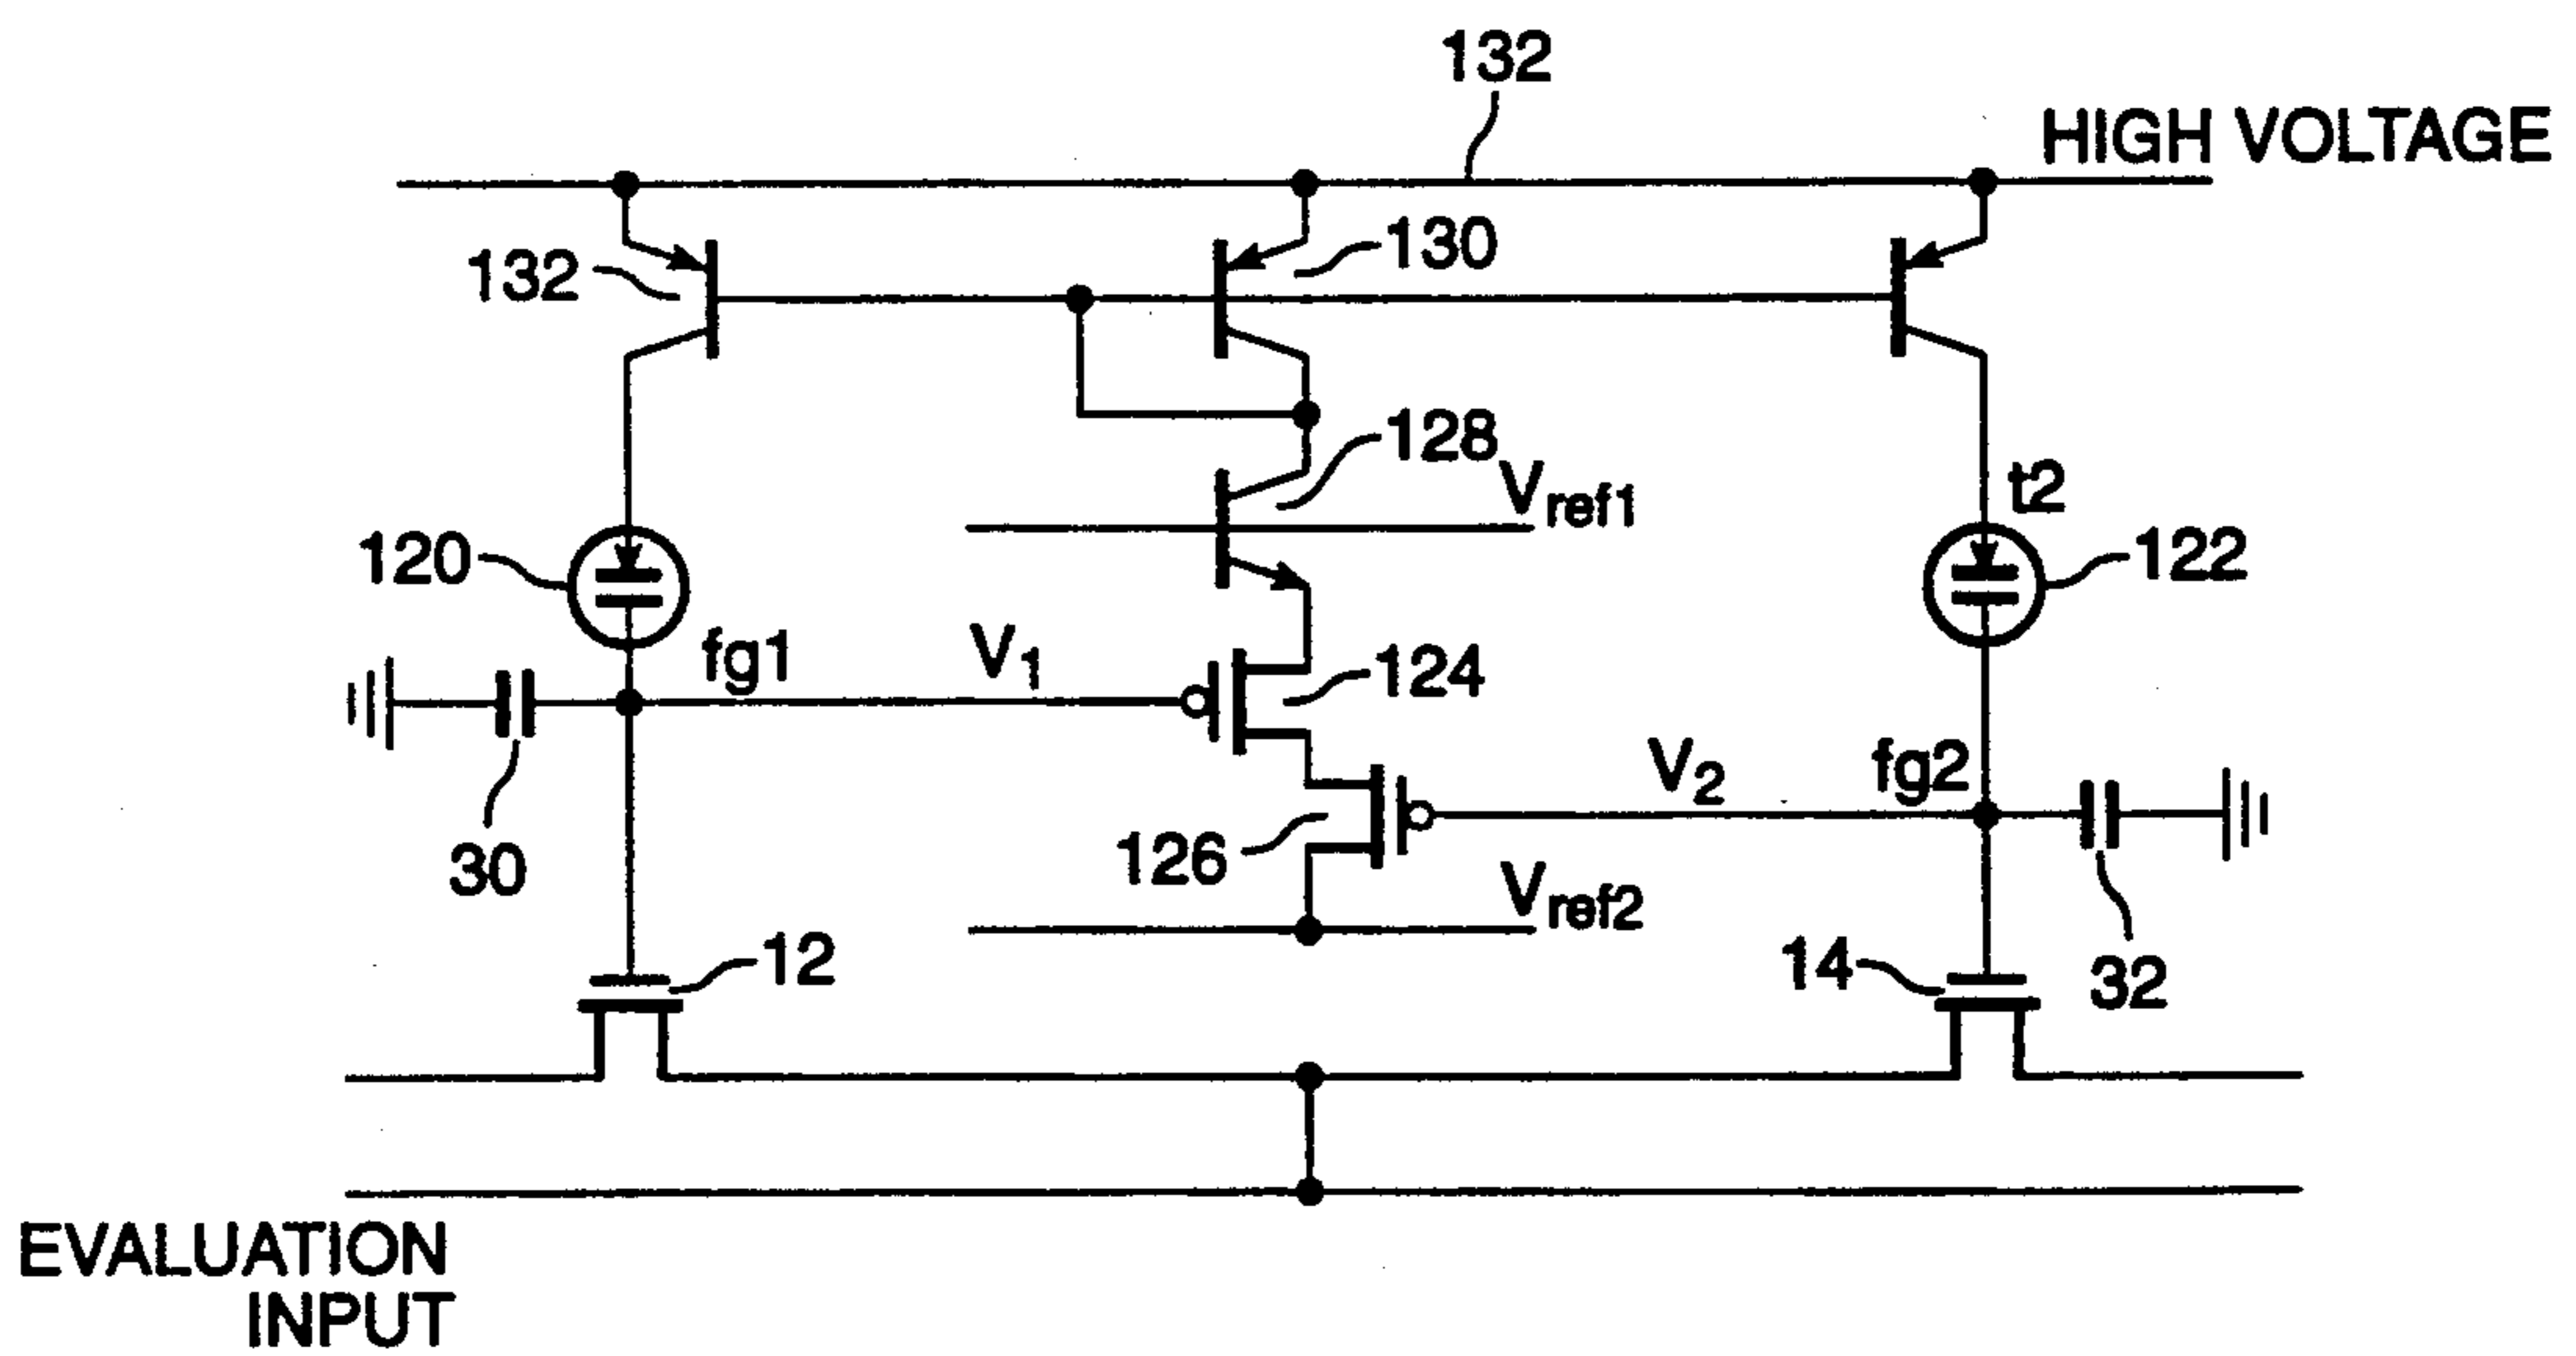 132
HIGH VOLTAGE
132
130
128
Vref1
t2
120
122
fg1
V1
124
V2
fg2
126
30
Vref2
12
14
32
EVALUATION
INPUT